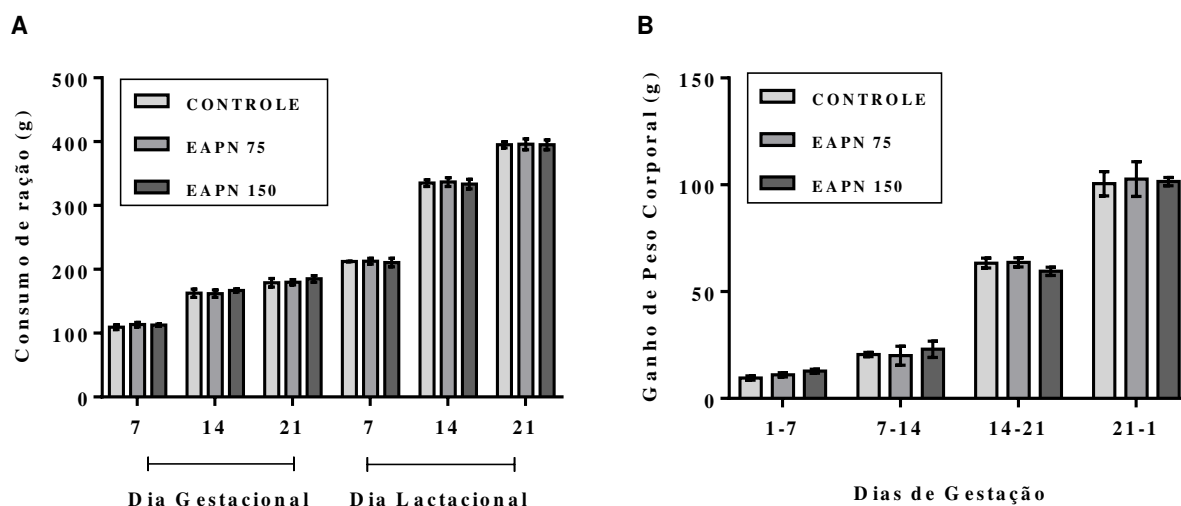 A
Consumo de ração (g)
500
400
300
200
100
0
CONTROLE
EAPN 75
EAPN 150
7 14 21 7 14 21
Dia Gestacional Dia Lactacional
B
Ganho de Peso Corporal (g)
150
100
50
0
CONTROLE
EAPN 75
EAPN 150
1-7 7-14 14-21 21-1
Dias de Gestação